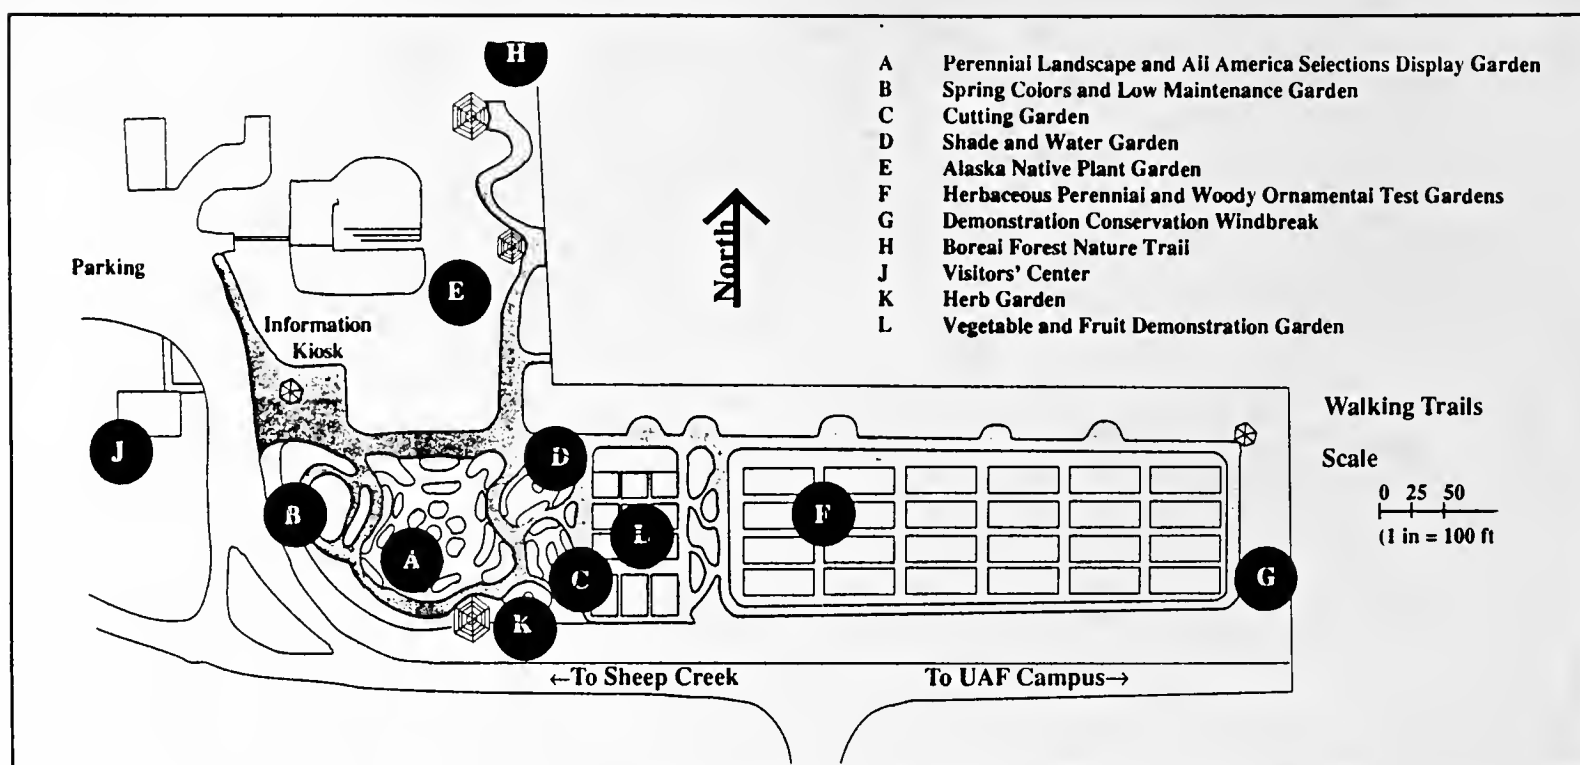 H
A Perennial Landscape and All America Selections Display Garden
B Spring Colors and Low Maintenance Garden
C Cutting Garden
D Shade and Water Garden
E Alaska Native Plant Garden
F Herbaceous Perennial and Woody Ornamental Test Gardens
G Demonstration Conservation Windbreak
H Boreal Forest Nature Trail
J Visitors' Center
K Herb Garden
L Vegetable and Fruit Demonstration Garden
North
Parking
E
Information
Kiosk
Walking Trails
Scale
0 25 50
(1 in = 100 ft
J
D
B
A
L
F
C
G
K
←To Sheep Creek
To UAF Campus→